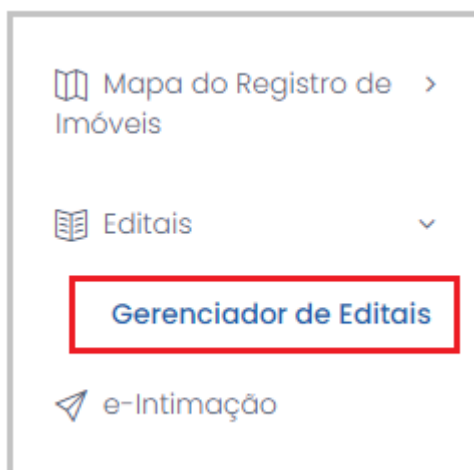 Mapa do Registro de
Imóveis
Editais
Gerenciador de Editais
e-Intimação